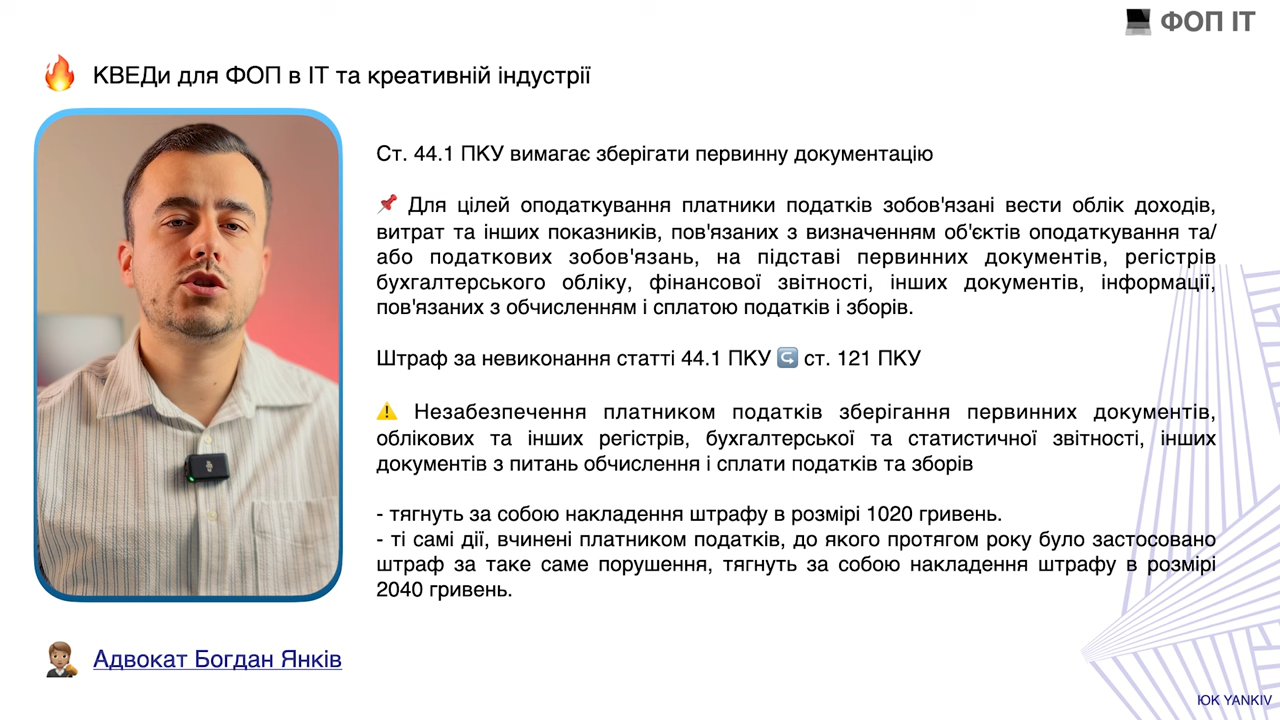 ФОП ІТ
КВЕДи для ФОП в ІТ та креативній індустрії
Ст. 44.1 ПКУ вимагає зберігати первинну документацію
Для цілей оподаткування платники податків зобов'язані вести облік доходів,
витрат та інших показників, пов'язаних з визначенням об'єктів оподаткування та/
або податкових зобов'язань, на підставі первинних документів, регістрів
бухгалтерського обліку, фінансової звітності, інших документів, інформації,
пов'язаних з обчисленням і сплатою податків і зборів.
Штраф за невиконання статті 44.1 ПКУ ↪️ ст. 121 ПКУ
Незабезпечення платником податків зберігання первинних документів,
облікових та інших регістрів, бухгалтерської та статистичної звітності, інших
документів з питань обчислення і сплати податків та зборів
- тягнуть за собою накладення штрафу в розмірі 1020 гривень.
- ті самі дії, вчинені платником податків, до якого протягом року було застосовано
штраф за таке саме порушення, тягнуть за собою накладення штрафу в розмірі
2040 гривень.
Адвокат Богдан Янків
ЮК YANKIV